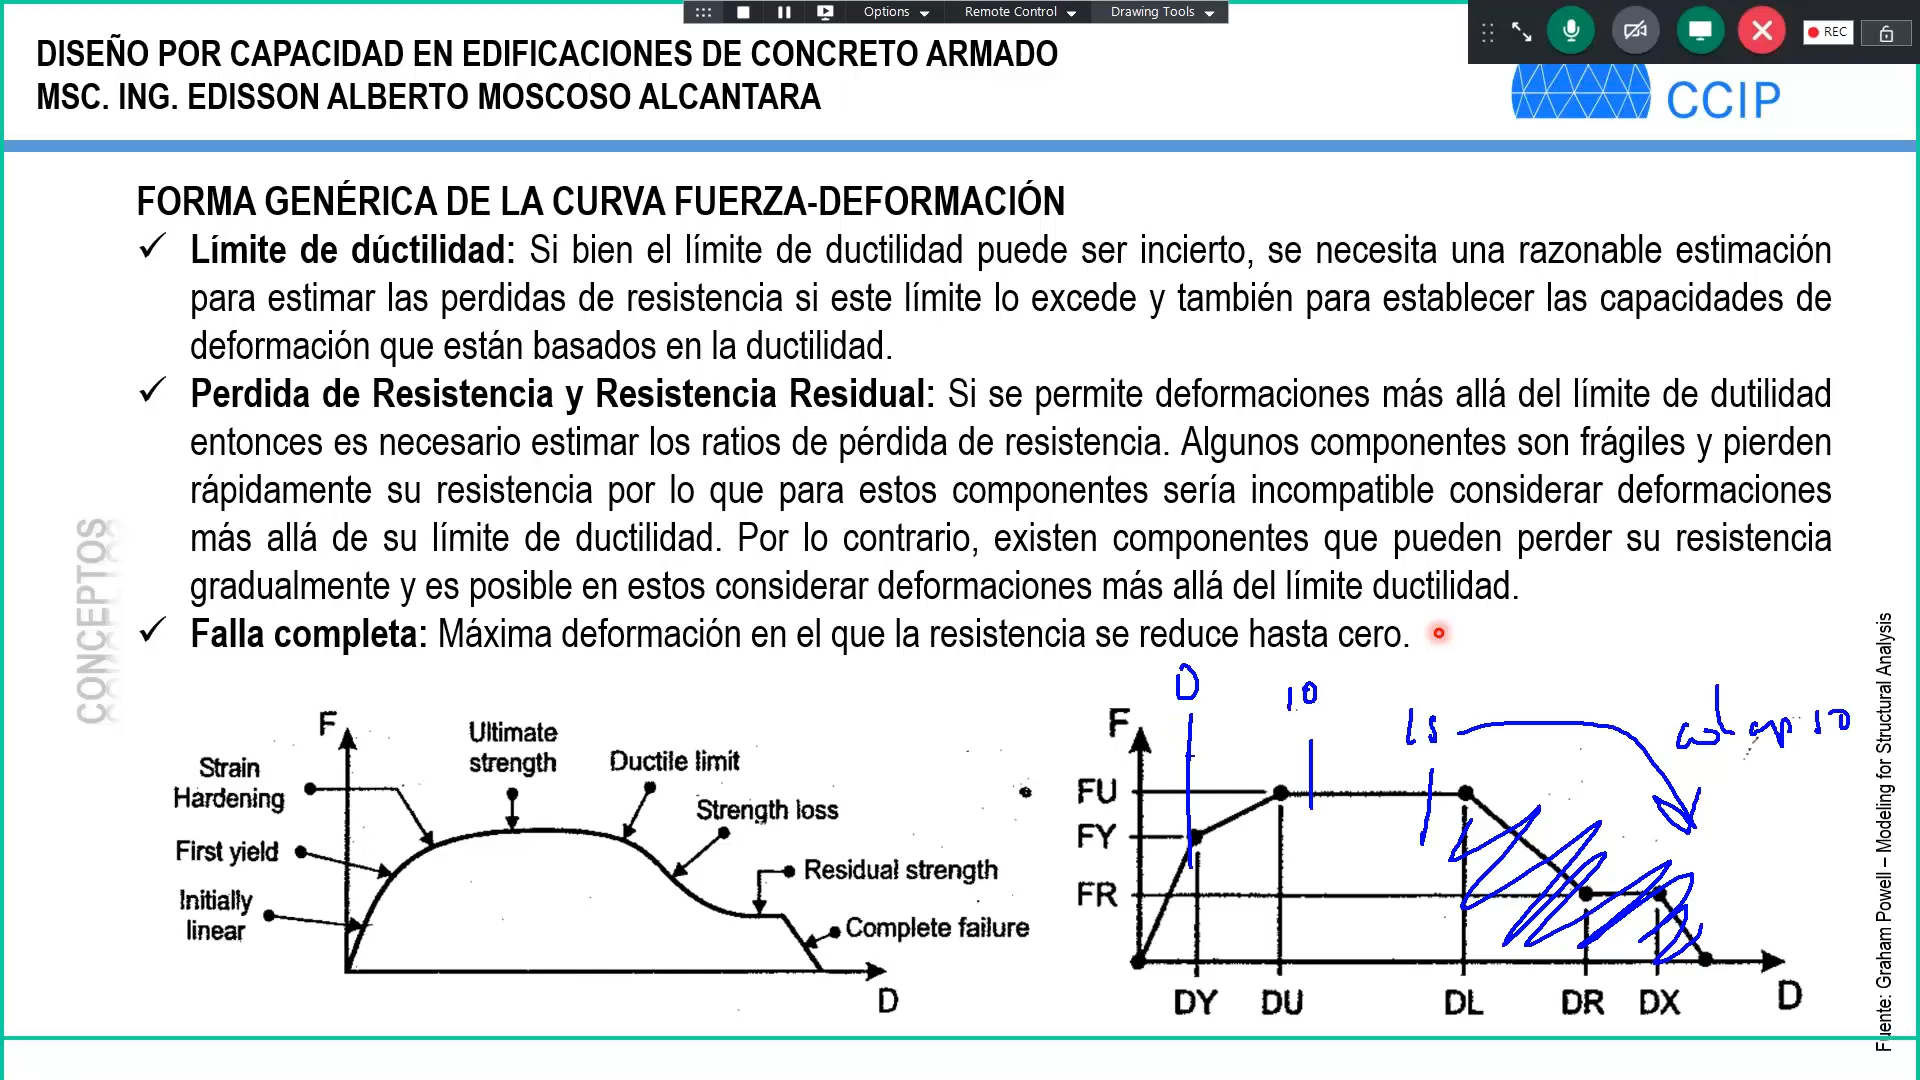 Options
Remote Control
Drawing Tools
REC
DISEÑO POR CAPACIDAD EN EDIFICACIONES DE CONCRETO ARMADO
MSC. ING. EDISSON ALBERTO MOSCOSO ALCANTARA
CCIP
FORMA GENÉRICA DE LA CURVA FUERZA-DEFORMACIÓN
✓ Límite de dúctilidad: Si bien el límite de ductilidad puede ser incierto, se necesita una razonable estimación
para estimar las perdidas de resistencia si este límite lo excede y también para establecer las capacidades de
deformación que están basados en la ductilidad.
✓ Perdida de Resistencia y Resistencia Residual: Si se permite deformaciones más allá del límite de dutilidad
entonces es necesario estimar los ratios de pérdida de resistencia. Algunos componentes son frágiles y pierden
rápidamente su resistencia por lo que para estos componentes sería incompatible considerar deformaciones
más allá de su límite de ductilidad. Por lo contrario, existen componentes que pueden perder su resistencia
gradualmente y es posible en estos considerar deformaciones más allá del límite ductilidad.
✓ Falla completa: Máxima deformación en el que la resistencia se reduce hasta cero.
CONCEPTOS
F
Strain
Hardening
First yield
Initially
linear
Ultimate
strength
Ductile limit
Strength loss
Residual strength
Complete failure
D
O
IO
LS
F
FU
FY
FR
DY
DU
DL
DR
DX
D
Fuente: Graham Powell – Modeling for Structural Analysis